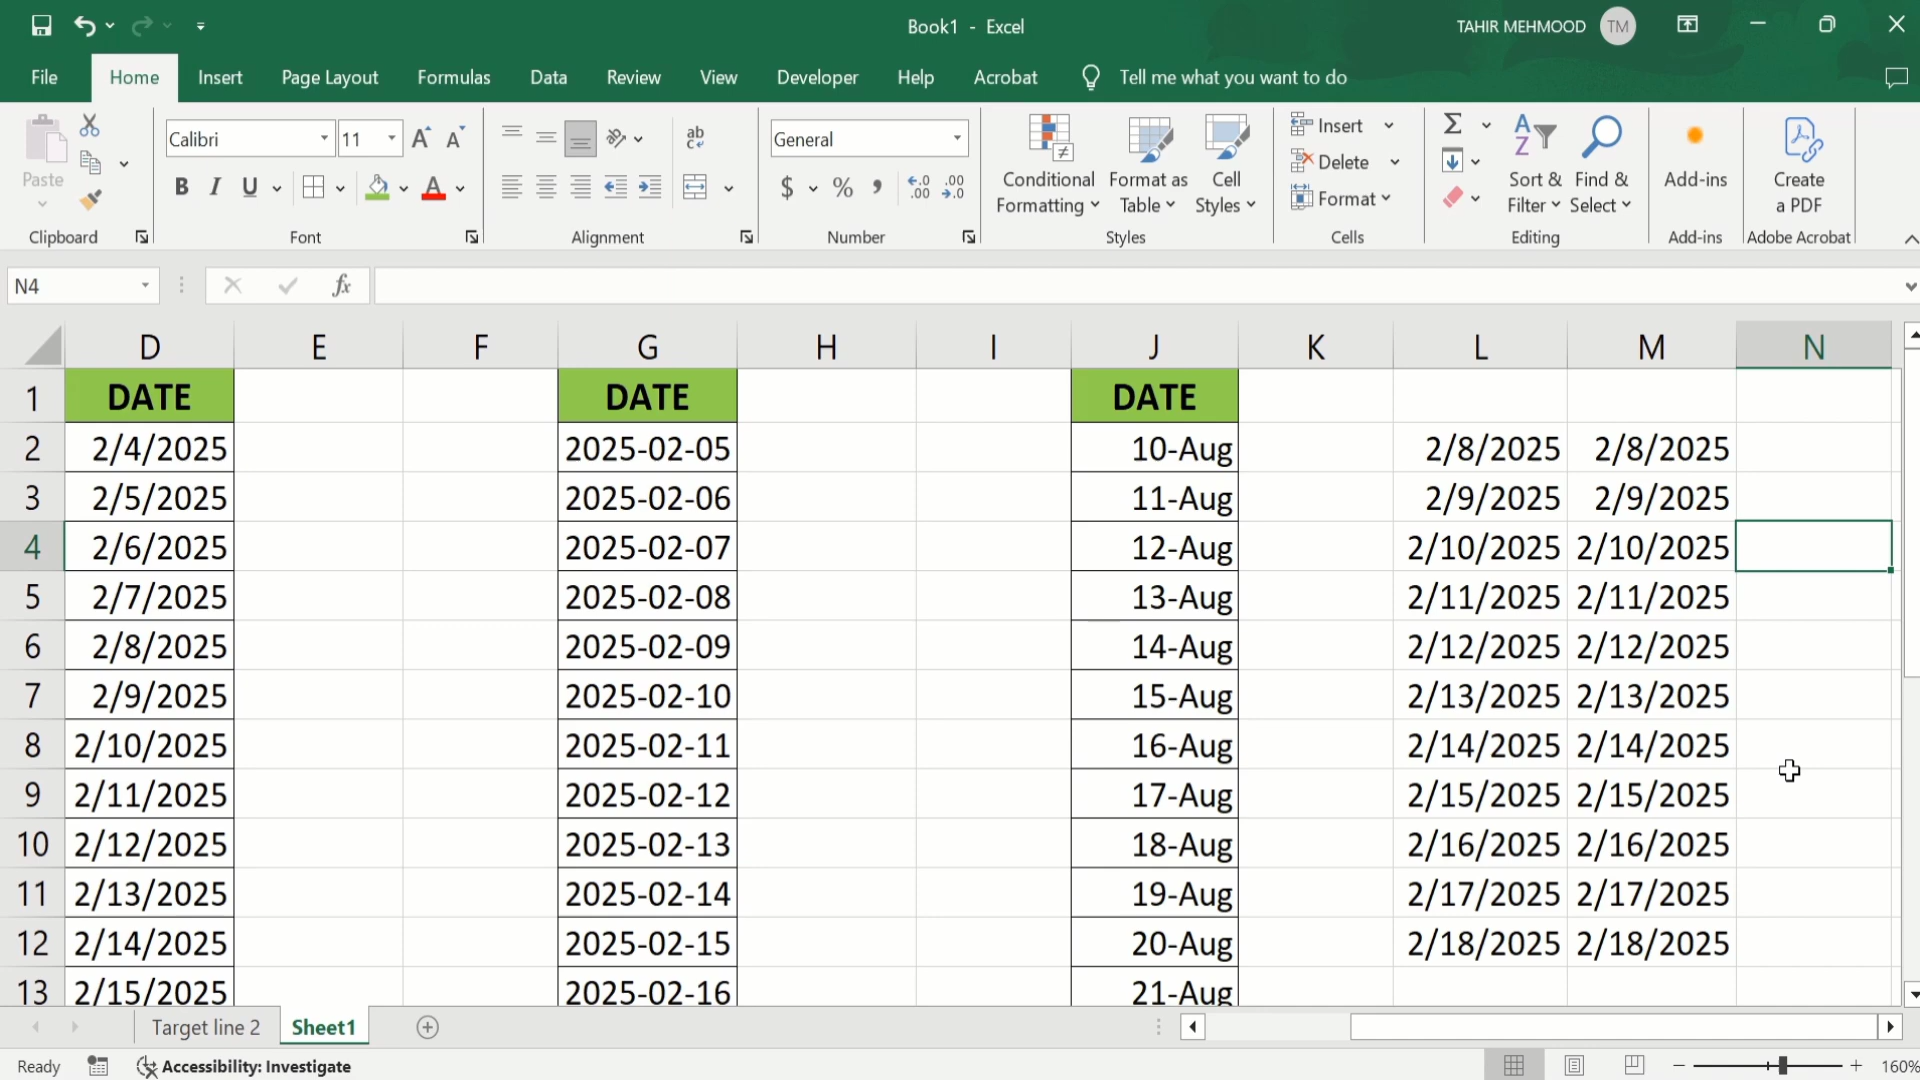 Book1 - Excel
TAHIR MEHMOOD TM
File Home Insert Page Layout Formulas Data Review View Developer Help Acrobat Tell me what you want to do
Calibri 11 ab c General Insert Σ A Z
Paste Conditional Formatting Format as Table Cell Styles Delete Sort & Filter Find & Select Add-ins Create a PDF
B I U A $ % , .00 .0 Format
Clipboard Font Alignment Number Styles Cells Editing Add-ins Adobe Acrobat
N4 fx
D E F G H I J K L M N
1 DATE DATE DATE
2 2/4/2025 2025-02-05 10-Aug 2/8/2025 2/8/2025
3 2/5/2025 2025-02-06 11-Aug 2/9/2025 2/9/2025
4 2/6/2025 2025-02-07 12-Aug 2/10/2025 2/10/2025
5 2/7/2025 2025-02-08 13-Aug 2/11/2025 2/11/2025
6 2/8/2025 2025-02-09 14-Aug 2/12/2025 2/12/2025
7 2/9/2025 2025-02-10 15-Aug 2/13/2025 2/13/2025
8 2/10/2025 2025-02-11 16-Aug 2/14/2025 2/14/2025
9 2/11/2025 2025-02-12 17-Aug 2/15/2025 2/15/2025
10 2/12/2025 2025-02-13 18-Aug 2/16/2025 2/16/2025
11 2/13/2025 2025-02-14 19-Aug 2/17/2025 2/17/2025
12 2/14/2025 2025-02-15 20-Aug 2/18/2025 2/18/2025
13 2/15/2025 2025-02-16 21-Aug
Target line 2 Sheet1
Ready Accessibility: Investigate 160%